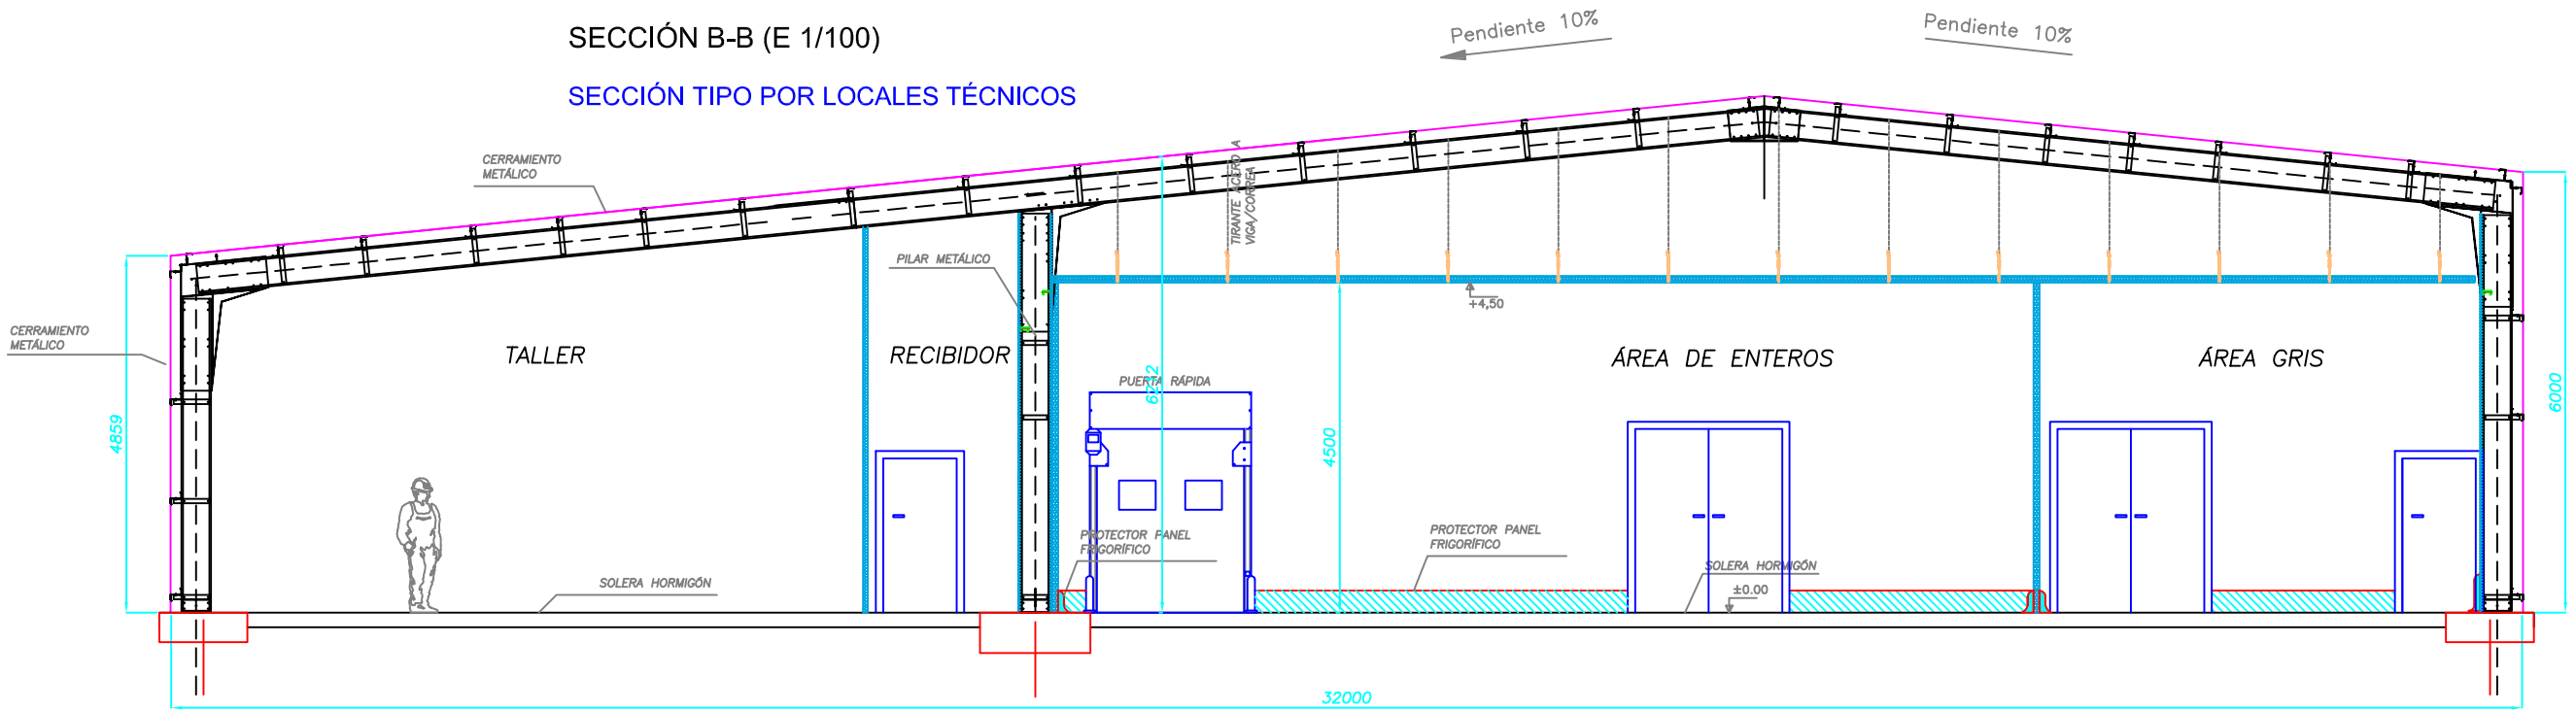 SECCIÓN B-B (E 1/100)
SECCIÓN TIPO POR LOCALES TÉCNICOS
Pendiente 10%
Pendiente 10%
CERRAMIENTO
METÁLICO
TIRANTE ACERO A
VIGA/CORREA
PILAR METÁLICO
+4,50
CERRAMIENTO
METÁLICO
TALLER
RECIBIDOR
ÁREA DE ENTEROS
ÁREA GRIS
PUERTA RÁPIDA
6212
4859
4500
6000
PROTECTOR PANEL
FRIGORÍFICO
PROTECTOR PANEL
FRIGORÍFICO
SOLERA HORMIGÓN
SOLERA HORMIGÓN
±0.00
32000